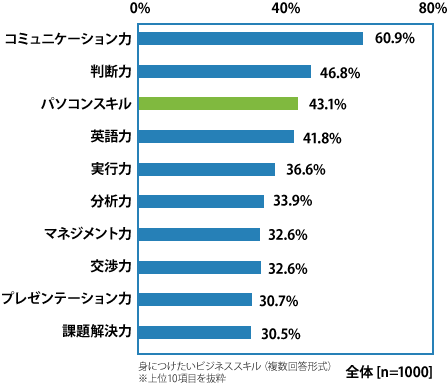 0% 40% 80%
コミュニケーション力 60.9%
判断力 46.8%
パソコンスキル 43.1%
英語力 41.8%
実行力 36.6%
分析力 33.9%
マネジメント力 32.6%
交渉力 32.6%
プレゼンテーション力 30.7%
課題解決力 30.5%
身につけたいビジネススキル（複数回答形式）
※上位10項目を抜粋
全体 [n=1000]